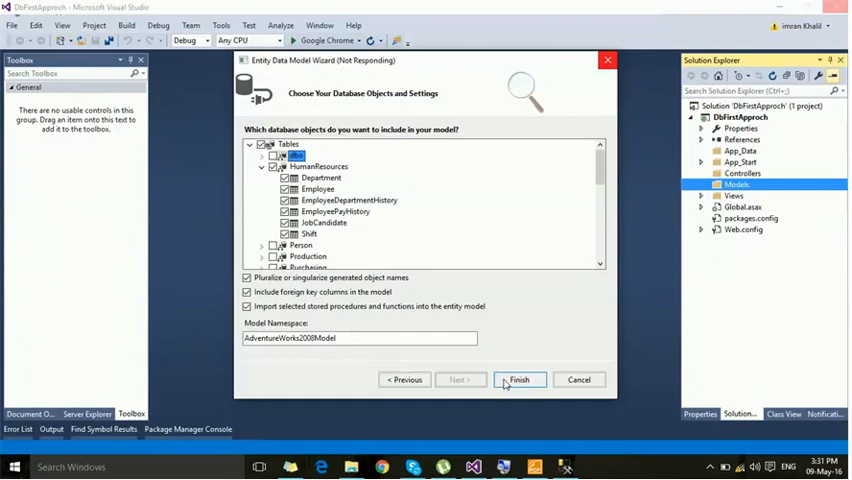 DbFirstApproch - Microsoft Visual Studio
File Edit View Project Build Debug Team Tools Test Analyze Window Help
imran Khalil
Debug Any CPU Google Chrome
Toolbox
Search Toolbox
General
There are no usable controls in this
group. Drag an item onto this text to
add it to the toolbox.
Entity Data Model Wizard (Not Responding)
Choose Your Database Objects and Settings
Which database objects do you want to include in your model?
Tables
dbo
HumanResources
Department
Employee
EmployeeDepartmentHistory
EmployeePayHistory
JobCandidate
Shift
Person
Production
Purchasing
Pluralize or singularize generated object names
Include foreign key columns in the model
Import selected stored procedures and functions into the entity model
Model Namespace:
AdventureWorks2008Model
< Previous Next > Finish Cancel
Solution Explorer
Search Solution Explorer (Ctrl+;)
Solution 'DbFirstApproch' (1 project)
DbFirstApproch
Properties
References
App_Data
App_Start
Controllers
Models
Views
Global.asax
packages.config
Web.config
Document O... Server Explorer Toolbox
Properties Solution... Class View Notificati...
Error List Output Find Symbol Results Package Manager Console
Search Windows
ENG
3:31 PM
09-May-16